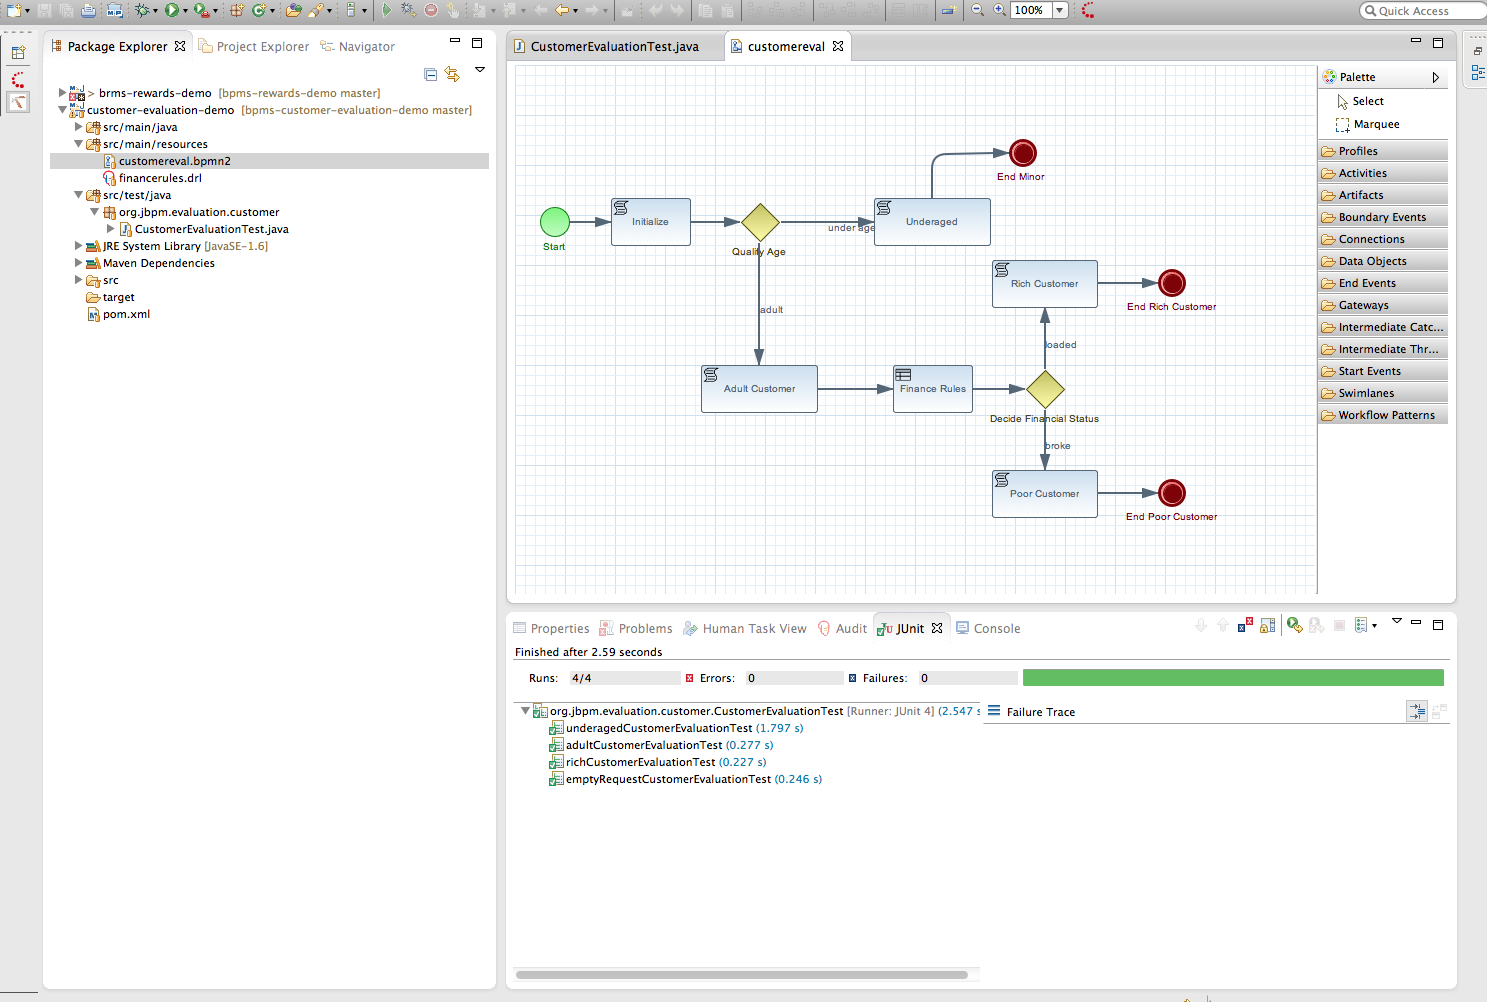 100%
Quick Access
Package Explorer
Project Explorer
Navigator
> brms-rewards-demo [bpms-rewards-demo master]
customer-evaluation-demo [bpms-customer-evaluation-demo master]
src/main/java
src/main/resources
customereval.bpmn2
financerules.drl
src/test/java
org.jbpm.evaluation.customer
CustomerEvaluationTest.java
JRE System Library [JavaSE-1.6]
Maven Dependencies
src
target
pom.xml
CustomerEvaluationTest.java
customereval
End Minor
Start
Initialize
Qualify Age
under age
Underaged
adult
Rich Customer
End Rich Customer
loaded
Adult Customer
Finance Rules
Decide Financial Status
broke
Poor Customer
End Poor Customer
Palette
Select
Marquee
Profiles
Activities
Artifacts
Boundary Events
Connections
Data Objects
End Events
Gateways
Intermediate Catc...
Intermediate Thr...
Start Events
Swimlanes
Workflow Patterns
Properties
Problems
Human Task View
Audit
JUnit
Console
Finished after 2.59 seconds
Runs: 4/4
Errors: 0
Failures: 0
org.jbpm.evaluation.customer.CustomerEvaluationTest [Runner: JUnit 4] (2.547 s
underagedCustomerEvaluationTest (1.797 s)
adultCustomerEvaluationTest (0.277 s)
richCustomerEvaluationTest (0.227 s)
emptyRequestCustomerEvaluationTest (0.246 s)
Failure Trace